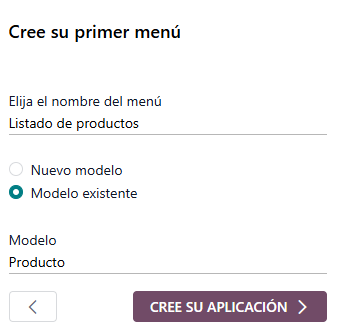 Cree su primer menú
Elija el nombre del menú
Listado de productos
Nuevo modelo
Modelo existente
Modelo
Producto
CREE SU APLICACIÓN